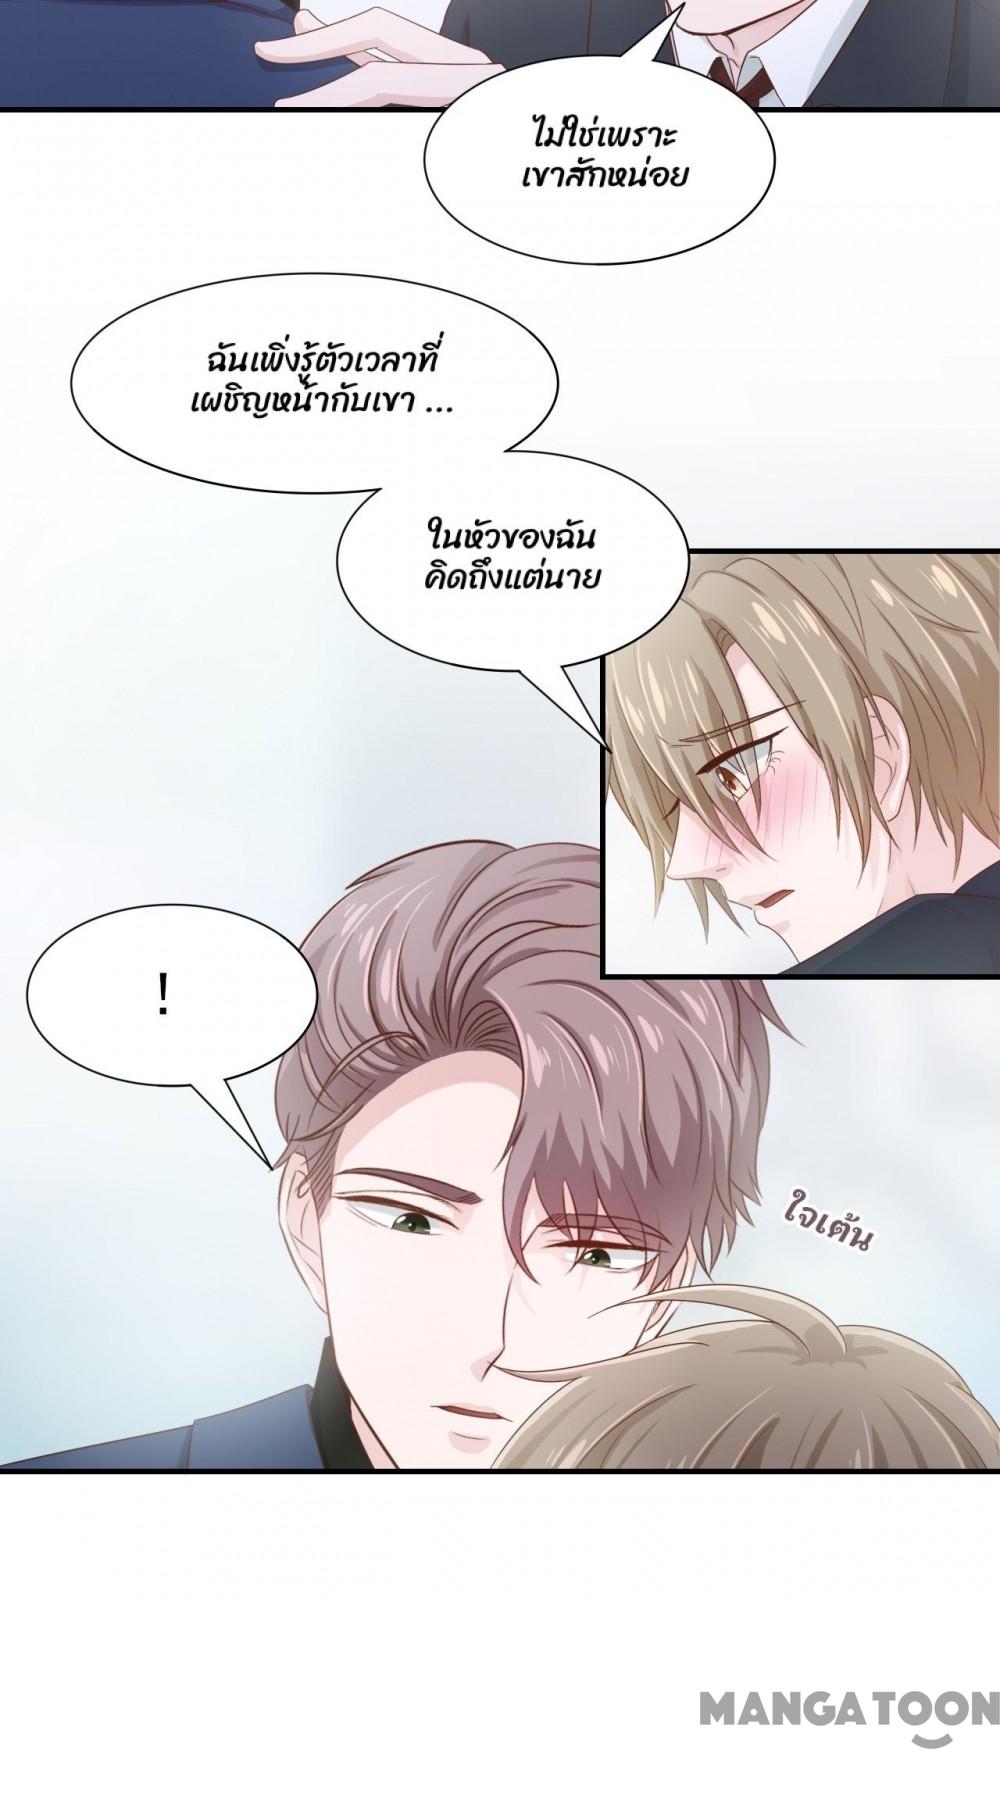 ไม่ใช่เพราะ
เขาสักหน่อย
ฉันเพิ่งรู้ตัวเวลาที่
เผชิญหน้ากับเขา ...
ในหัวของฉัน
คิดถึงแต่นาย
!
ใจเต้น
MANGATOON